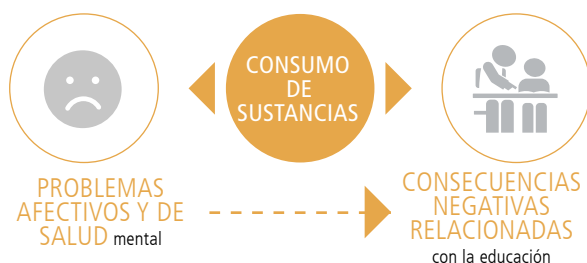 CONSUMO
DE
SUSTANCIAS
PROBLEMAS
AFECTIVOS Y DE
SALUD mental
CONSECUENCIAS
NEGATIVAS
RELACIONADAS
con la educación